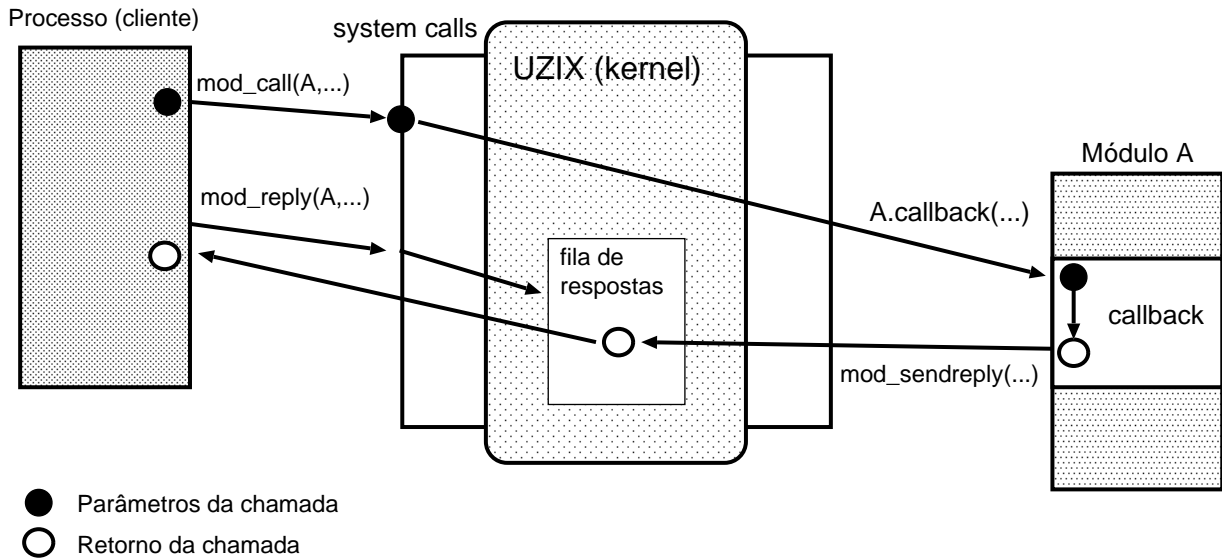 Processo (cliente)
system calls
UZIX (kernel)
mod_call(A,...)
Módulo A
mod_reply(A,...)
A.callback(...)
fila de
respostas
callback
mod_sendreply(...)
Parâmetros da chamada
Retorno da chamada